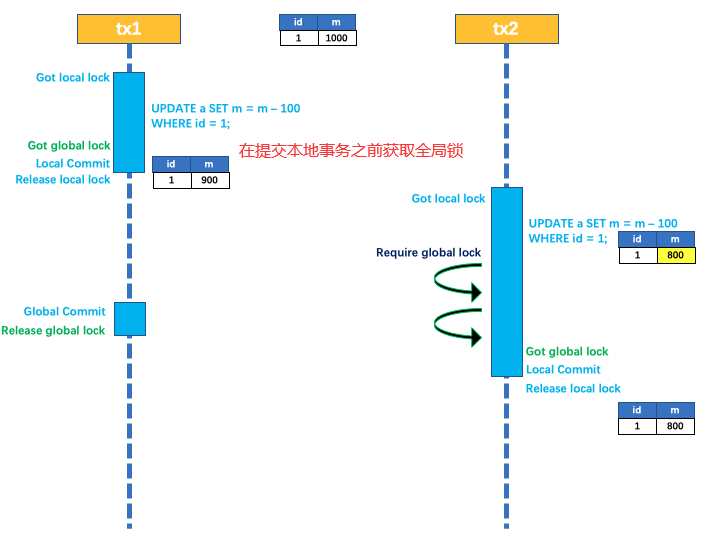 tx1
id m
1 1000
tx2
Got local lock
UPDATE a SET m = m – 100
WHERE id = 1;
Got global lock
Local Commit
Release local lock
id m
1 900
在提交本地事务之前获取全局锁
Got local lock
UPDATE a SET m = m – 100
WHERE id = 1;
id m
1 800
Require global lock
Global Commit
Release global lock
Got global lock
Local Commit
Release local lock
id m
1 800